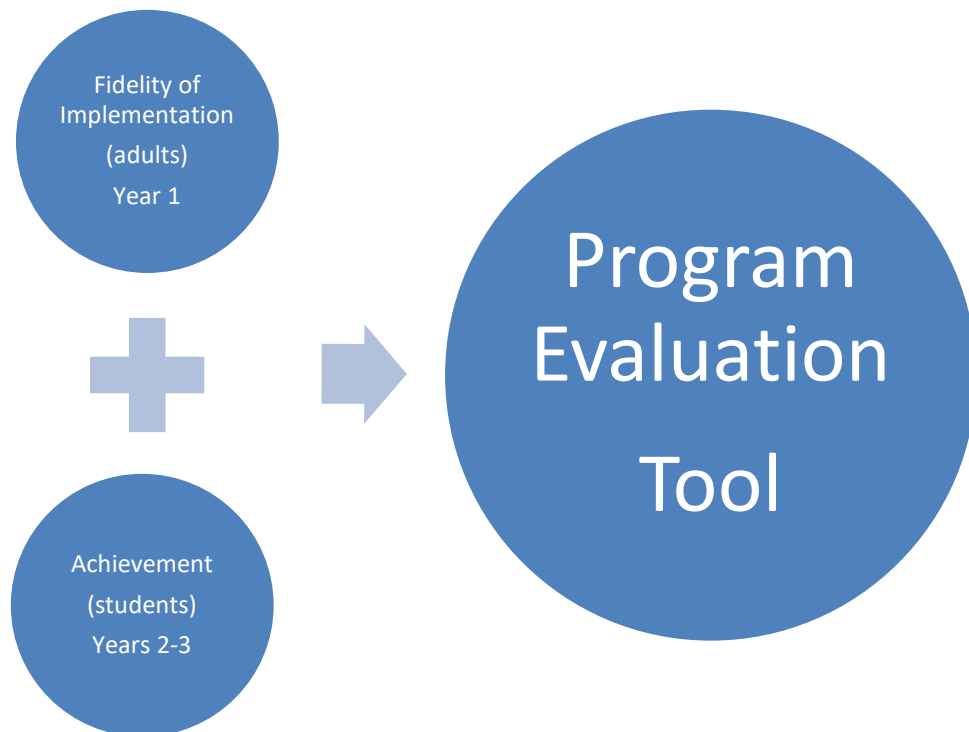 Fidelity of
Implementation
(adults)
Year 1
Achievement
(students)
Years 2-3
Program
Evaluation
Tool